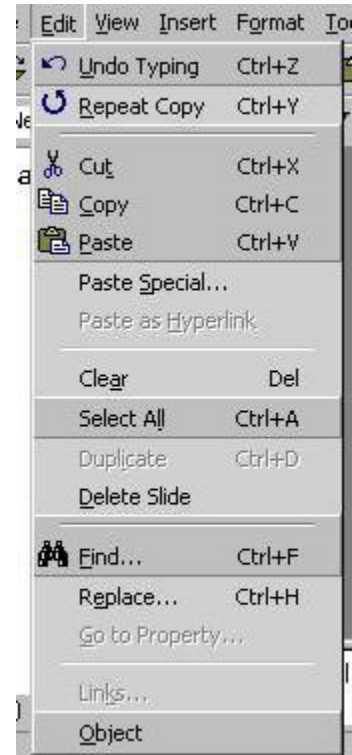 Edit View Insert Format
Undo Typing Ctrl+Z
Repeat Copy Ctrl+Y
Cut Ctrl+X
Copy Ctrl+C
Paste Ctrl+V
Paste Special...
Paste as Hyperlink
Clear Del
Select All Ctrl+A
Duplicate Ctrl+D
Delete Slide
Find... Ctrl+F
Replace... Ctrl+H
Go to Property...
Links...
Object